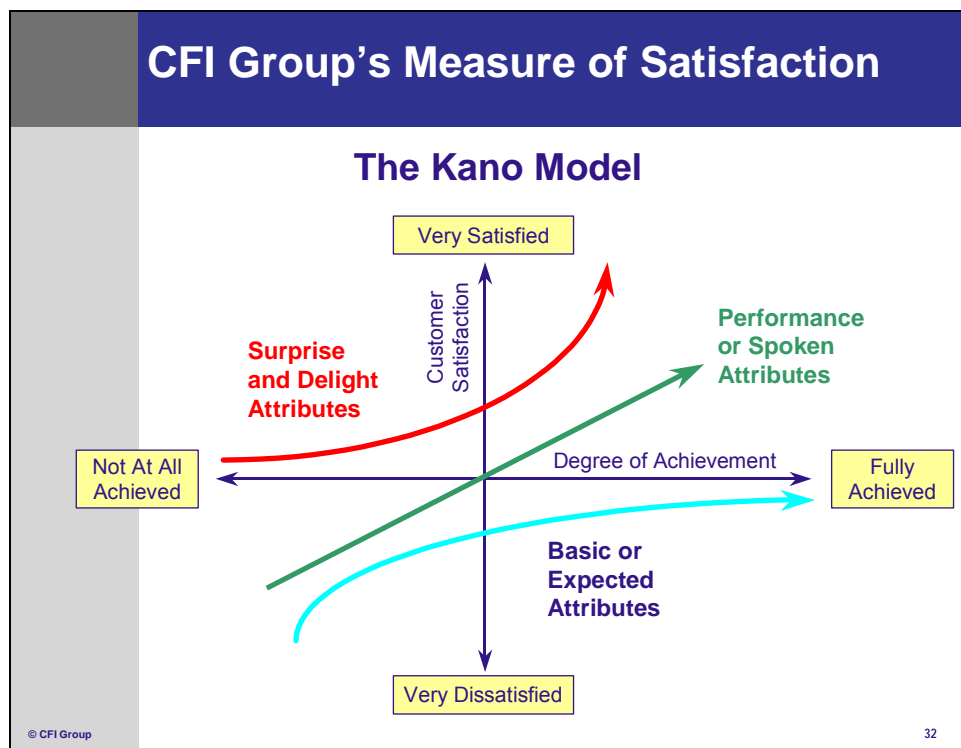 CFI Group's Measure of Satisfaction
The Kano Model
Very Satisfied
Customer
Satisfaction
Surprise
and Delight
Attributes
Performance
or Spoken
Attributes
Not At All
Achieved
Degree of Achievement
Fully
Achieved
Basic or
Expected
Attributes
Very Dissatisfied
© CFI Group
32